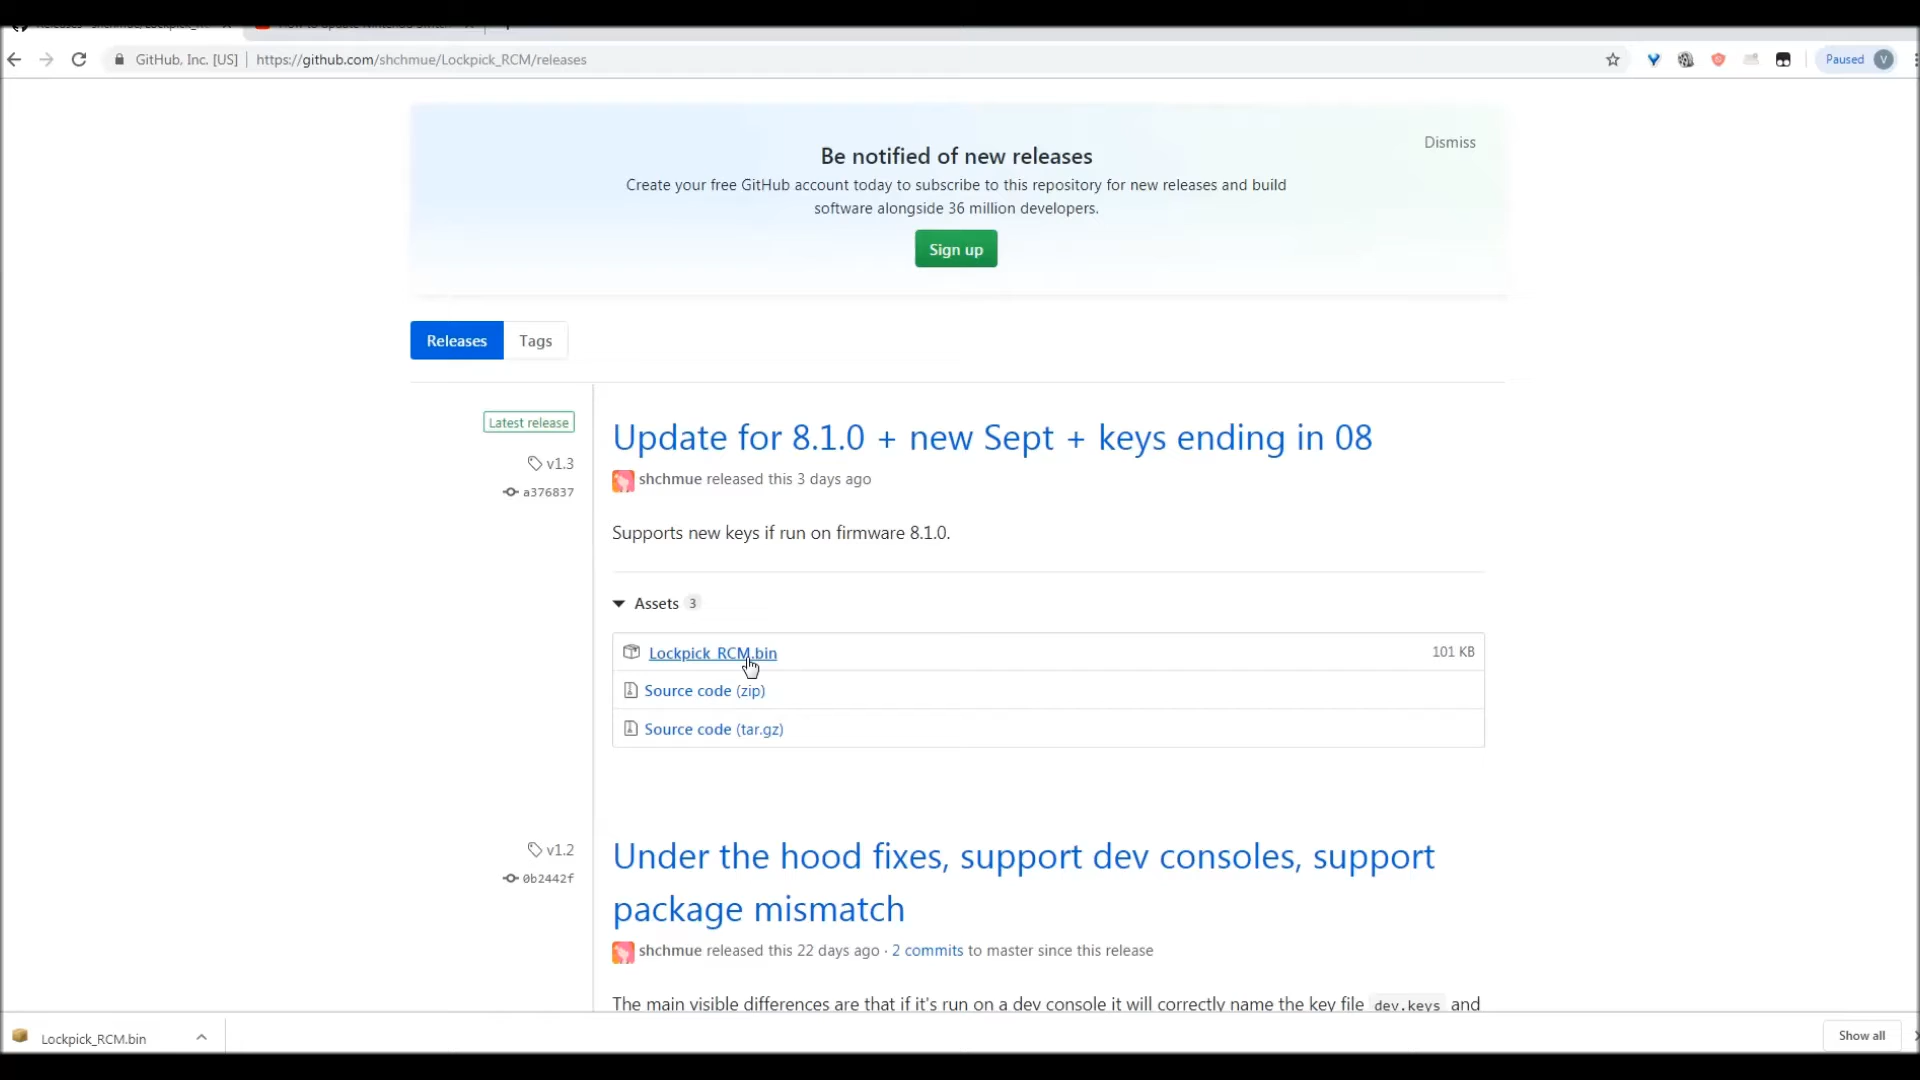 GitHub, Inc. [US] https://github.com/shchmue/Lockpick_RCM/releases Paused V
Be notified of new releases
Dismiss
Create your free GitHub account today to subscribe to this repository for new releases and build
software alongside 36 million developers.
Sign up
Releases Tags
Latest release
v1.3
a376837
Update for 8.1.0 + new Sept + keys ending in 08
shchmue released this 3 days ago
Supports new keys if run on firmware 8.1.0.
Assets 3
Lockpick_RCM.bin 101 KB
Source code (zip)
Source code (tar.gz)
v1.2
0b2442f
Under the hood fixes, support dev consoles, support
package mismatch
shchmue released this 22 days ago · 2 commits to master since this release
The main visible differences are that if it's run on a dev console it will correctly name the key file dev.keys and
Lockpick_RCM.bin Show all